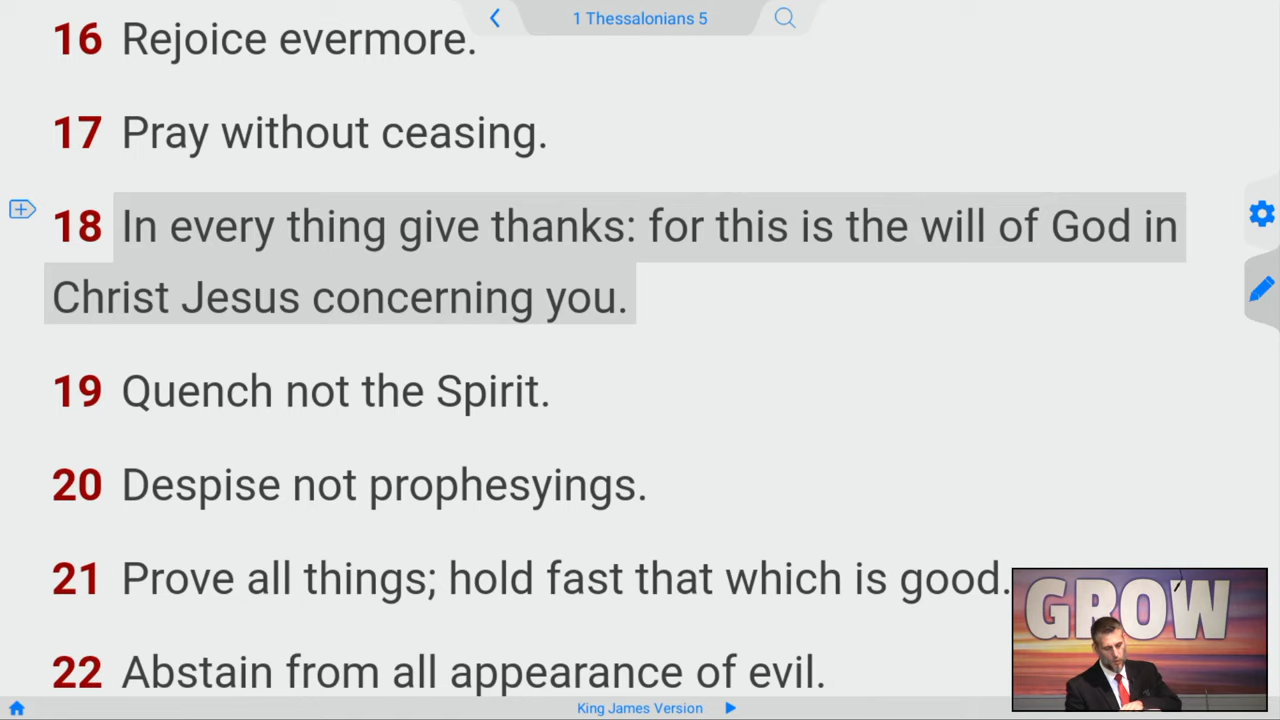 1 Thessalonians 5
16 Rejoice evermore.
17 Pray without ceasing.
18 In every thing give thanks: for this is the will of God in
Christ Jesus concerning you.
19 Quench not the Spirit.
20 Despise not prophesyings.
21 Prove all things; hold fast that which is good.
GROW
22 Abstain from all appearance of evil.
King James Version